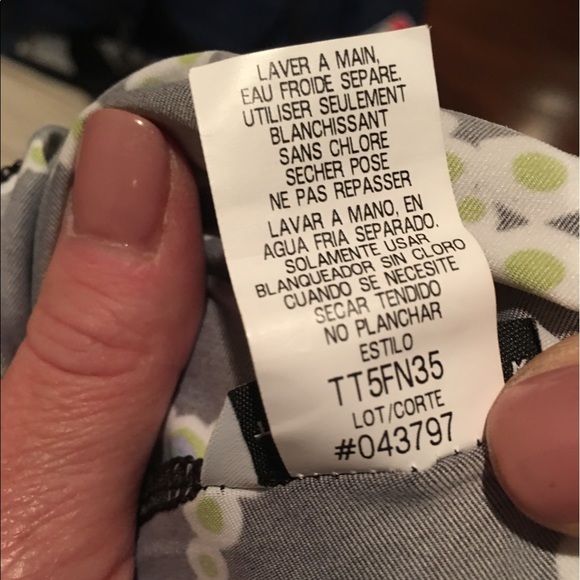 LAVER A MAIN,
EAU FROIDE SEPARE.
UTILISER SEULEMENT
BLANCHISSANT
SANS CHLORE
SECHER POSE
NE PAS REPASSER
LAVAR A MANO, EN
AGUA FRIA SEPARADO.
SOLAMENTE USAR
BLANQUEADOR SIN CLORO
CUANDO SE NECESITE
SECAR TENDIDO
NO PLANCHAR
ESTILO
TT5FN35
LOT/CORTE
#043797